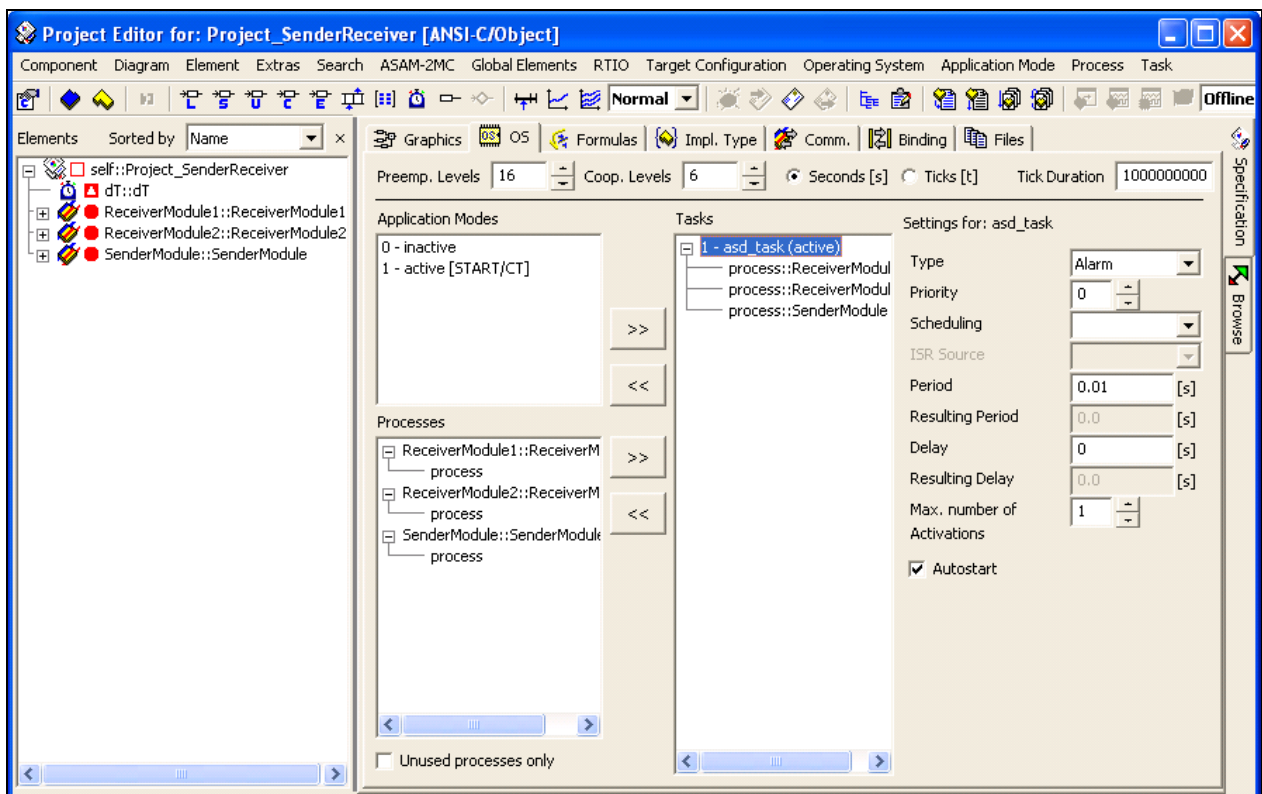 Project Editor for: Project_SenderReceiver [ANSI-C/Object]
Component Diagram Element Extras Search ASAM-2MC Global Elements RTIO Target Configuration Operating System Application Mode Process Task
Normal Offline
Elements Sorted by Name
self::Project_SenderReceiver
dT::dT
ReceiverModule1::ReceiverModule1
ReceiverModule2::ReceiverModule2
SenderModule::SenderModule
Graphics OS Formulas Impl. Type Comm. Binding Files
Preemp. Levels 16 Coop. Levels 6 Seconds [s] Ticks [t] Tick Duration 1000000000
Application Modes
0 - inactive
1 - active [START/CT]
>>
<<
Processes
ReceiverModule1::ReceiverM
process
ReceiverModule2::ReceiverM
process
SenderModule::SenderModule
process
>>
<<
Unused processes only
Tasks
1 - asd_task (active)
process::ReceiverModul
process::ReceiverModul
process::SenderModule
Settings for: asd_task
Type Alarm
Priority 0
Scheduling
ISR Source
Period 0.01 [s]
Resulting Period 0.0 [s]
Delay 0 [s]
Resulting Delay 0.0 [s]
Max. number of 1
Activations
Autostart
Specification
Browse